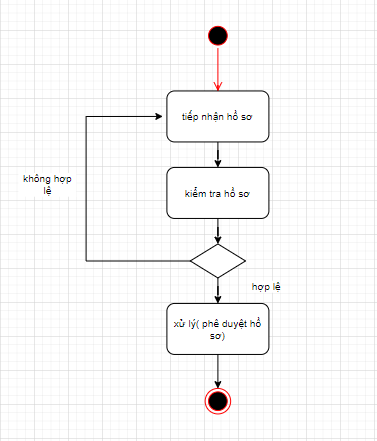 tiếp nhận hồ sơ
kiểm tra hồ sơ
không hợp
lệ
hợp lệ
xử lý( phê duyệt hồ
sơ)